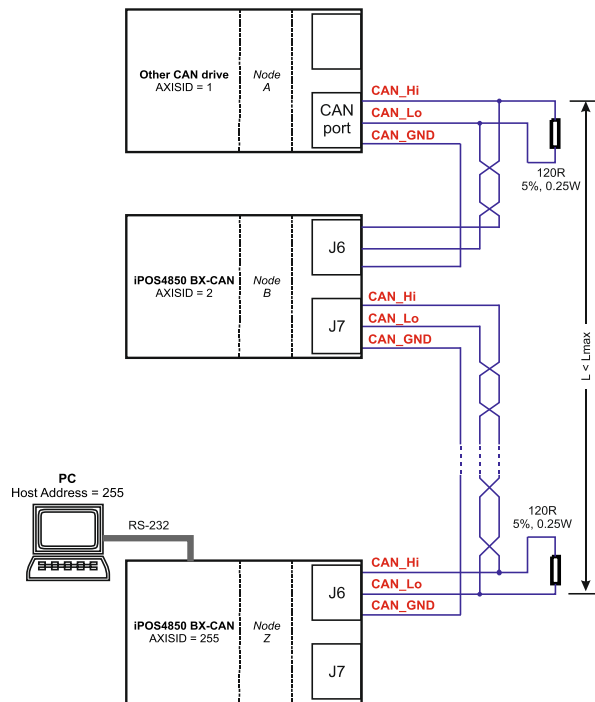 Other CAN drive
AXISID = 1
Node
A
CAN
port
CAN_Hi
CAN_Lo
CAN_GND
120R
5%, 0.25W
iPOS4850 BX-CAN
AXISID = 2
Node
B
J6
J7
CAN_Hi
CAN_Lo
CAN_GND
L < Lmax
PC
Host Address = 255
RS-232
120R
5%, 0.25W
iPOS4850 BX-CAN
AXISID = 255
Node
Z
J6
J7
CAN_Hi
CAN_Lo
CAN_GND